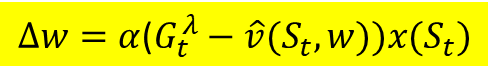 Δw = α(G_t^λ − v̂(S_t, w))x(S_t)